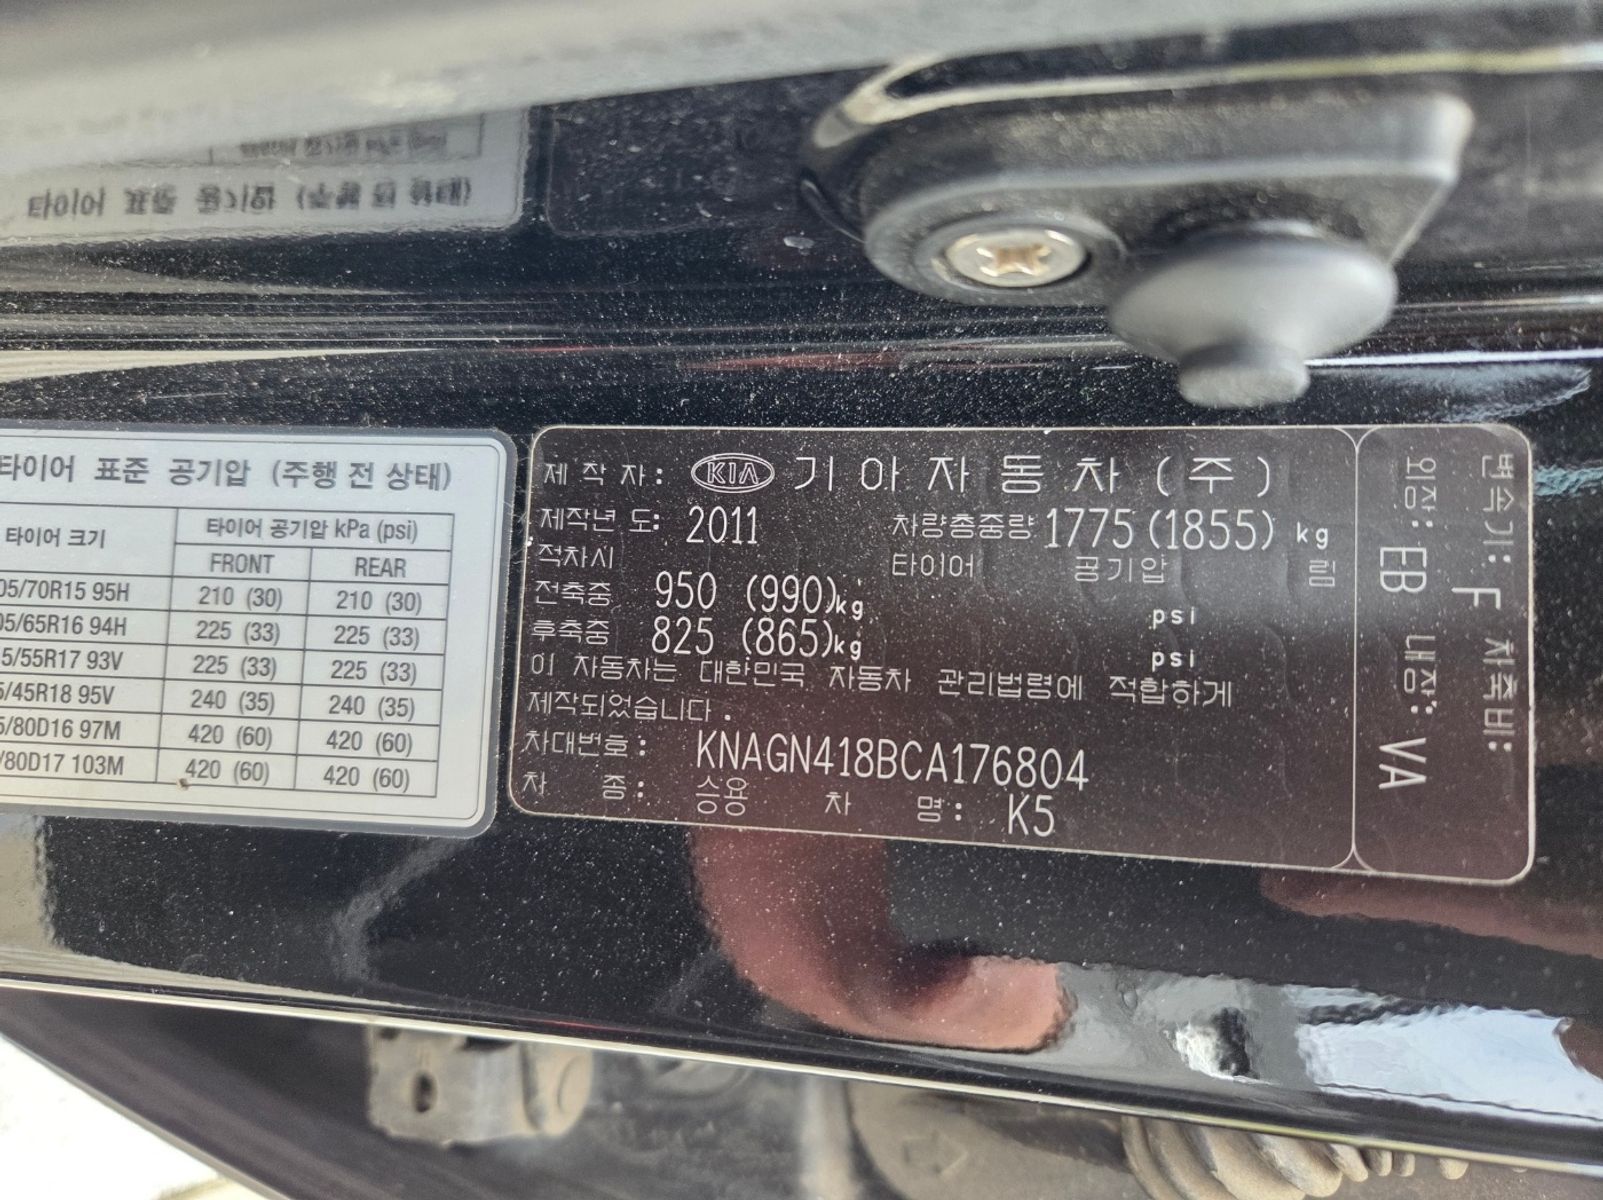 타이어 표준 공기압 (주행 전 상태)
타이어 크기 타이어 공기압 kPa (psi)
FRONT REAR
05/70R15 95H 210 (30) 210 (30)
05/65R16 94H 225 (33) 225 (33)
5/55R17 93V 225 (33) 225 (33)
5/45R18 95V 240 (35) 240 (35)
5/80D16 97M 420 (60) 420 (60)
/80D17 103M 420 (60) 420 (60)
제 작 자: KIA 기 아 자 동 차 (주)
제작년 도: 2011 차량총중량 1775 (1855) kg
적차시 타이어 공기압 림
전축중 950 (990)kg psi
후축중 825 (865)kg psi
이 자동차는 대한민국 자동차 관리법령에 적합하게
제작되었습니다.
차대번호: KNAGN418BCA176804
차 종: 승용 차 명: K5
변속기: F 차축비:
외장: EB 내장: VA